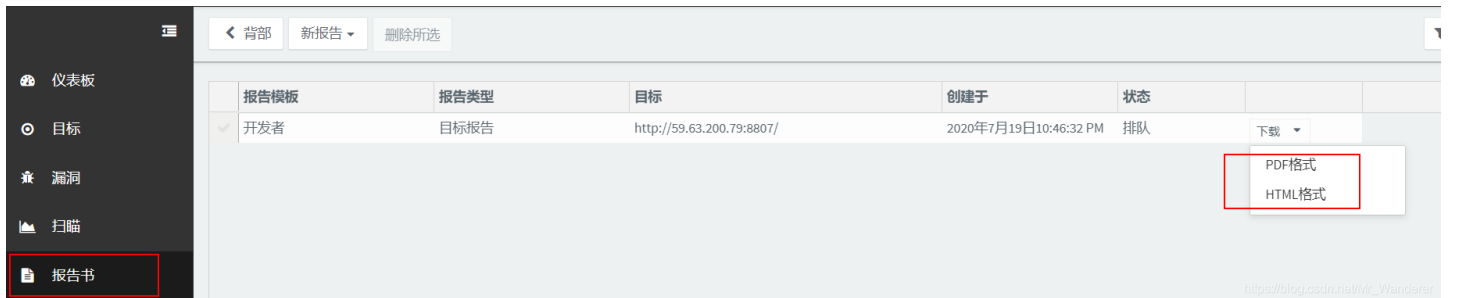 背部 新报告 删除所选
仪表板
目标
漏洞
扫瞄
报告书
报告模板 报告类型 目标 创建于 状态
开发者 目标报告 http://59.63.200.79:8807/ 2020年7月19日10:46:32 PM 排队 下载
PDF格式
HTML格式
https://blog.csdn.net/Mr_Wanderer